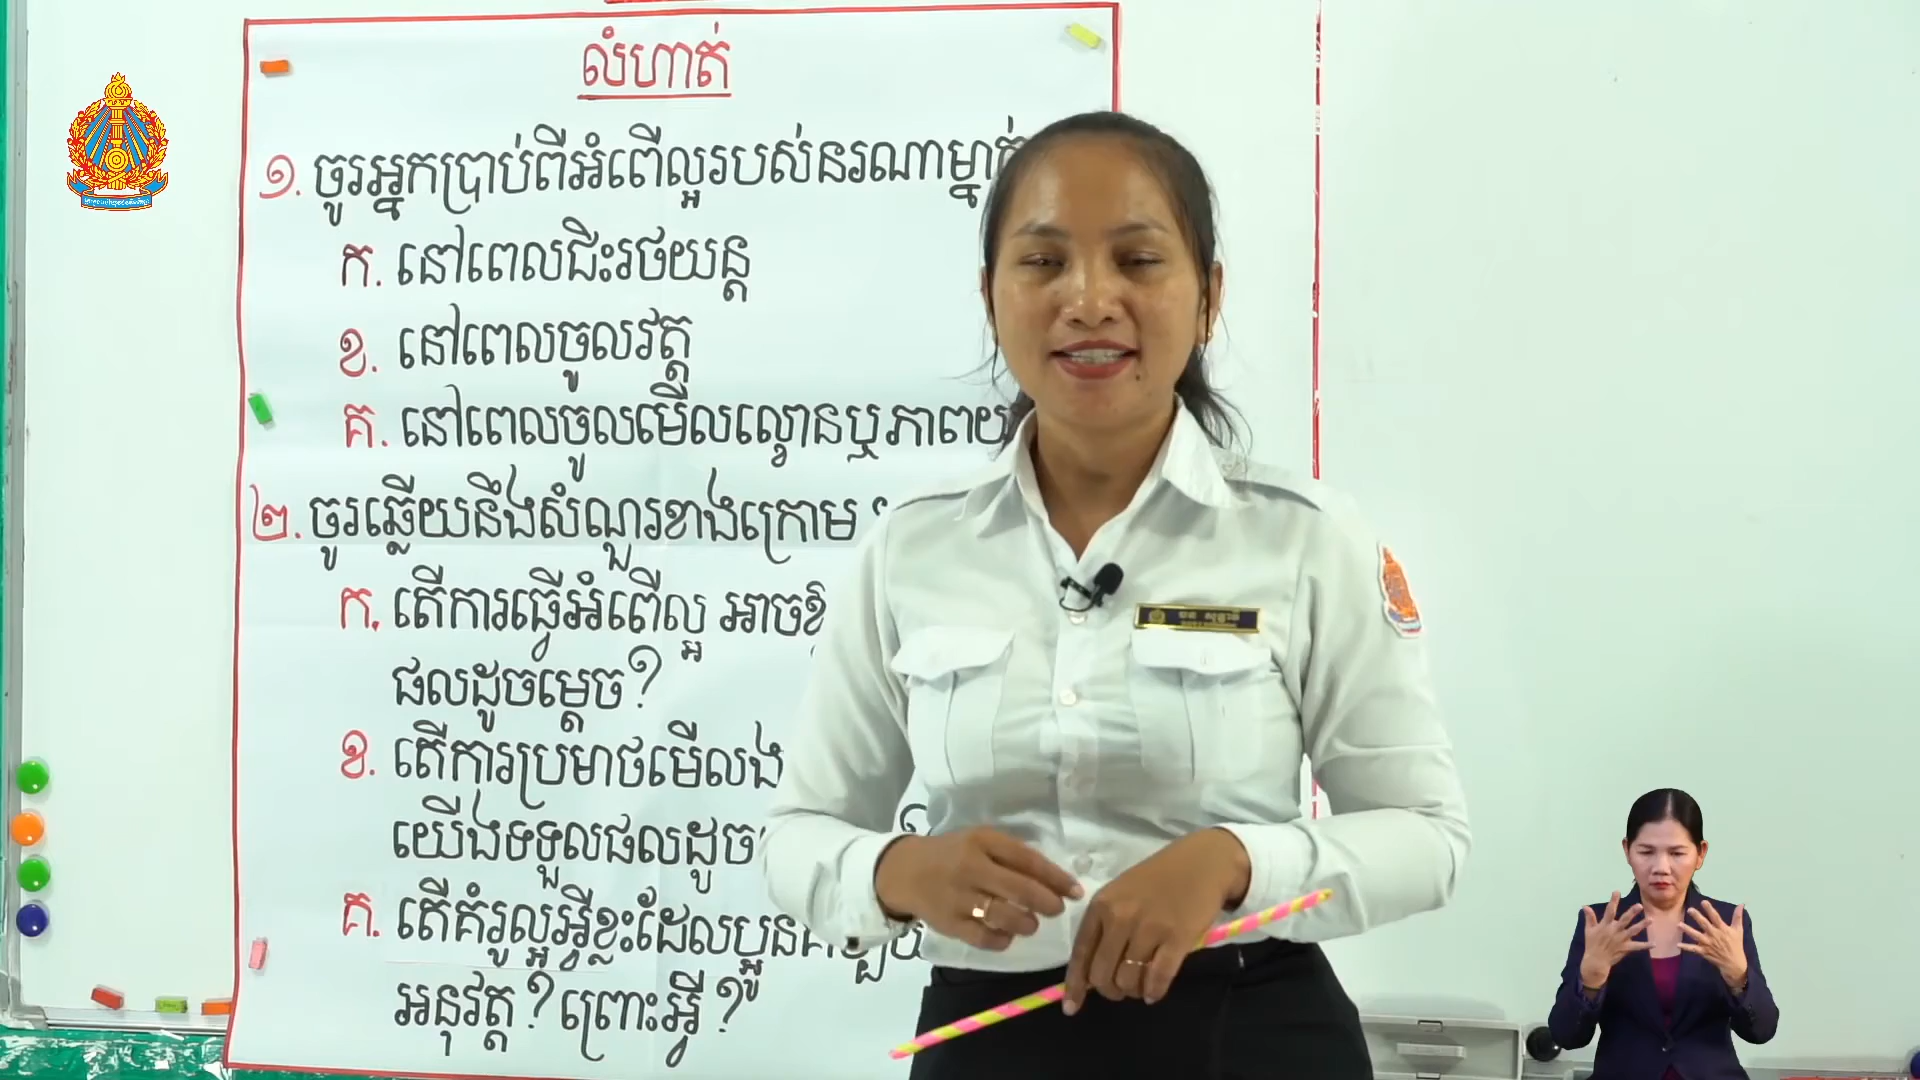 លំហាត់
១. ចូរអ្នកប្រាប់ពីអំពើល្អរបស់នរណាម្នាក់
ក. នៅពេលជិះរថយន្ត
ខ. នៅពេលចូលវត្ត
គ. នៅពេលចូលមើលល្ខោនឬភាពយ
២. ចូរឆ្លើយនឹងសំណួរខាងក្រោម
ក. តើការធ្វើអំពើល្អ អាច
ផលដូចម្ដេច?
ខ. តើការប្រមាថមើលងាយ
យើងទទួលផលដូច
គ. តើគំរូល្អអ្វីខ្លះដែលប្អូន
អនុវត្ត? ព្រោះអ្វី?